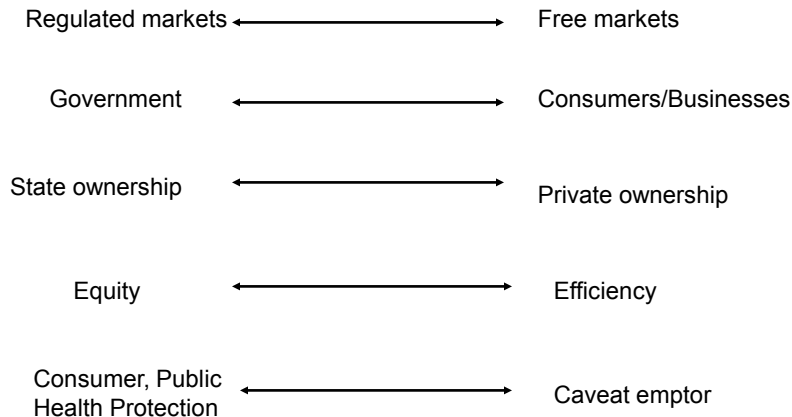 Regulated markets
Free markets
Government
Consumers/Businesses
State ownership
Private ownership
Equity
Efficiency
Consumer, Public
Health Protection
Caveat emptor